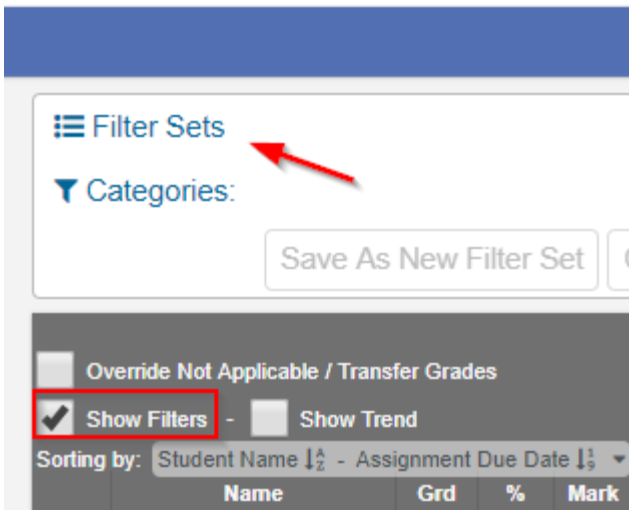 Filter Sets
Categories:
Save As New Filter Set
Override Not Applicable / Transfer Grades
Show Filters - Show Trend
Sorting by: Student Name - Assignment Due Date
Name Grd % Mark